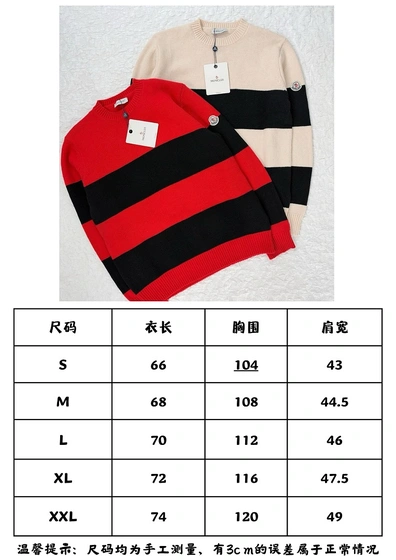 尺码 衣长 胸围 肩宽
S 66 104 43
M 68 108 44.5
L 70 112 46
XL 72 116 47.5
XXL 74 120 49
温馨提示：尺码均为手工测量、有3cm的误差属于正常情况